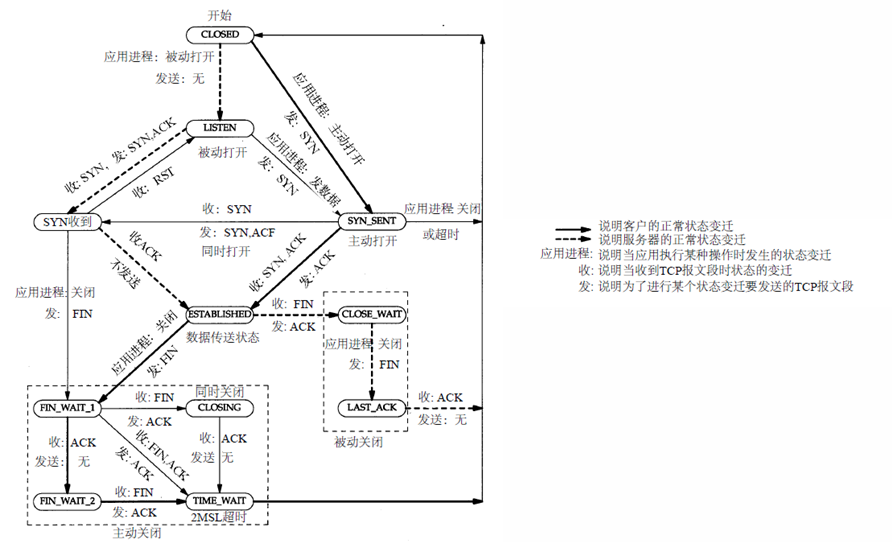 开始
CLOSED
应用进程：被动打开
发送：无
应用进程：主动打开
发：SYN
LISTEN
被动打开
收: SYN，发: SYN,ACK
收：RST
应用进程：发数据
发：SYN
SYN收到
收：SYN
发：SYN,ACF
同时打开
SYN_SENT
主动打开
应用进程 关闭
或超时
收ACK
不发送
收: SYN, ACK
发: ACK
应用进程: 关闭
发: FIN
ESTABLISHED
数据传送状态
收: FIN
发: ACK
CLOSE_WAIT
应用进程 关闭
发: FIN
LAST_ACK
收: ACK
发送: 无
被动关闭
应用进程：关闭
发: FIN
FIN_WAIT_1
收: FIN
发: ACK
同时关闭
CLOSING
收: ACK
发送: 无
收: FIN,ACK
发: ACK
收: ACK
发送 无
FIN_WAIT_2
收: FIN
发: ACK
TIME_WAIT
2MSL超时
主动关闭
说明客户的正常状态变迁
说明服务器的正常状态变迁
应用进程: 说明当应用执行某种操作时发生的状态变迁
收: 说明当收到TCP报文段时状态的变迁
发: 说明为了进行某个状态变迁要发送的TCP报文段